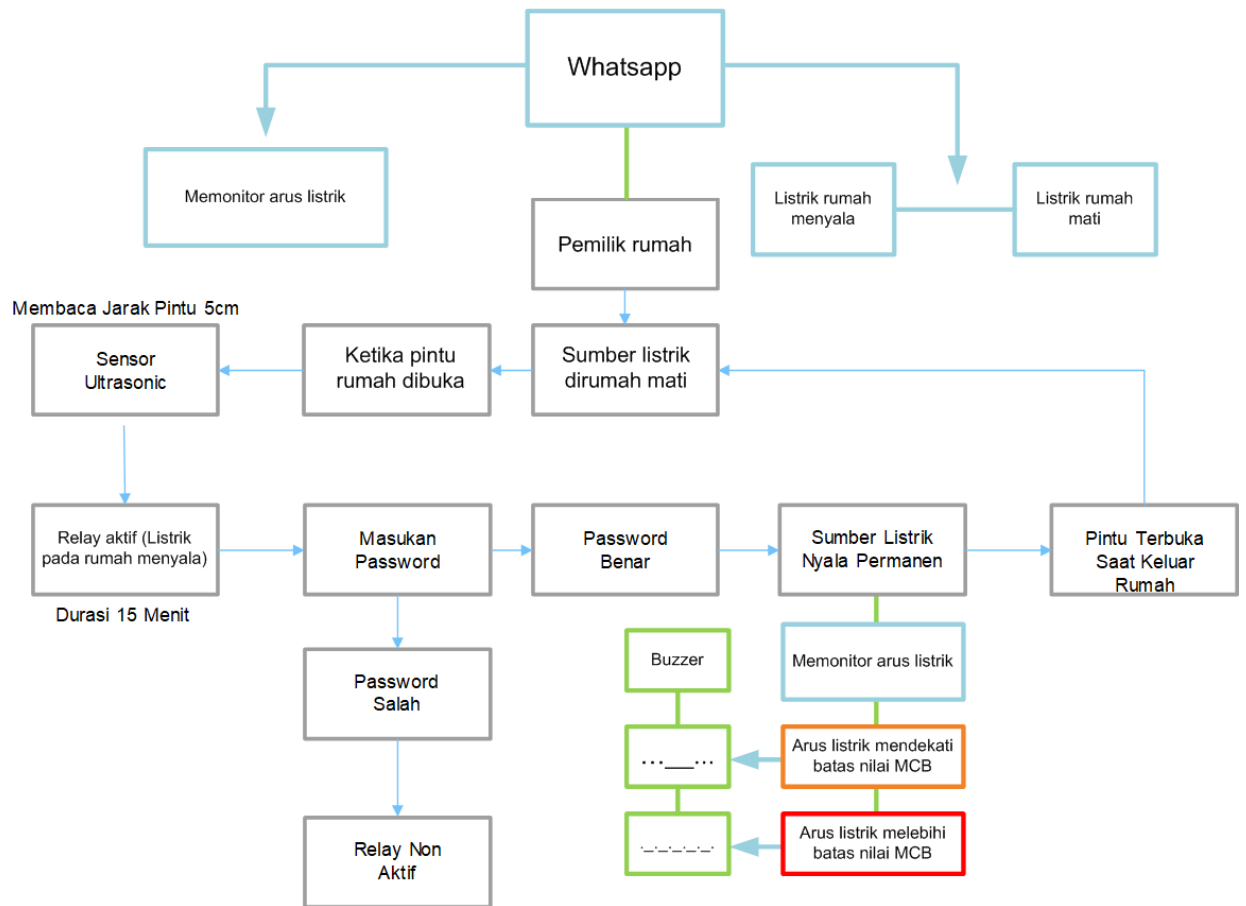 Whatsapp
Memonitor arus listrik
Listrik rumah
menyala
Listrik rumah
mati
Pemilik rumah
Membaca Jarak Pintu 5cm
Sensor
Ultrasonic
Ketika pintu
rumah dibuka
Sumber listrik
dirumah mati
Relay aktif (Listrik
pada rumah menyala)
Durasi 15 Menit
Masukan
Password
Password
Benar
Sumber Listrik
Nyala Permanen
Pintu Terbuka
Saat Keluar
Rumah
Password
Salah
Buzzer
Memonitor arus listrik
...___...
Arus listrik mendekati
batas nilai MCB
._._._._._.
Arus listrik melebihi
batas nilai MCB
Relay Non
Aktif